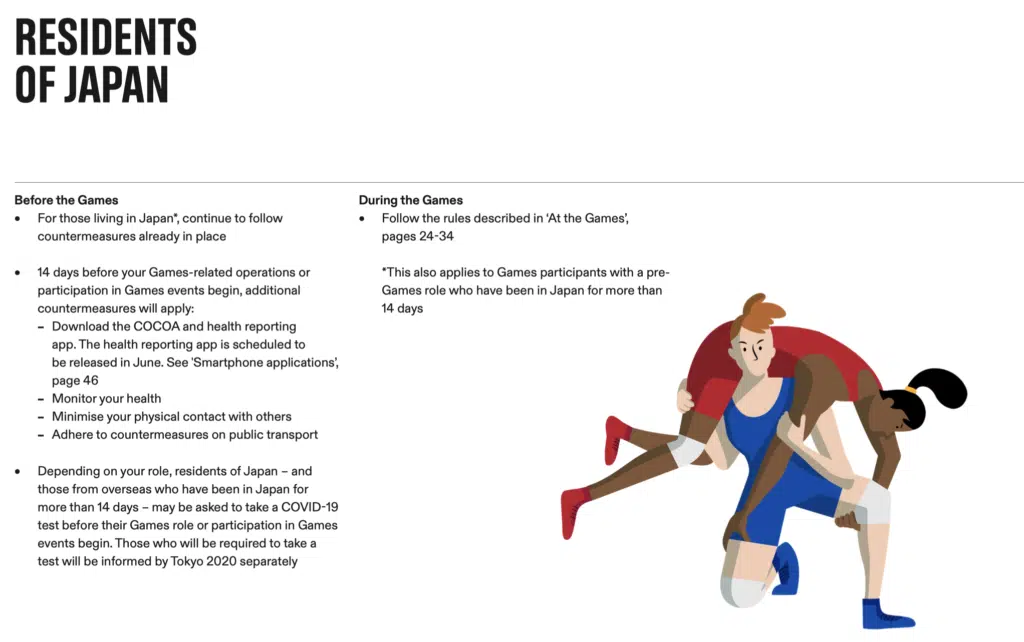 RESIDENTS
OF JAPAN
Before the Games
• For those living in Japan*, continue to follow
countermeasures already in place
• 14 days before your Games-related operations or
participation in Games events begin, additional
countermeasures will apply:
– Download the COCOA and health reporting
app. The health reporting app is scheduled to
be released in June. See 'Smartphone applications',
page 46
– Monitor your health
– Minimise your physical contact with others
– Adhere to countermeasures on public transport
• Depending on your role, residents of Japan – and
those from overseas who have been in Japan for
more than 14 days – may be asked to take a COVID-19
test before their Games role or participation in Games
events begin. Those who will be required to take a
test will be informed by Tokyo 2020 separately
During the Games
• Follow the rules described in ‘At the Games’,
pages 24-34
*This also applies to Games participants with a pre-
Games role who have been in Japan for more than
14 days